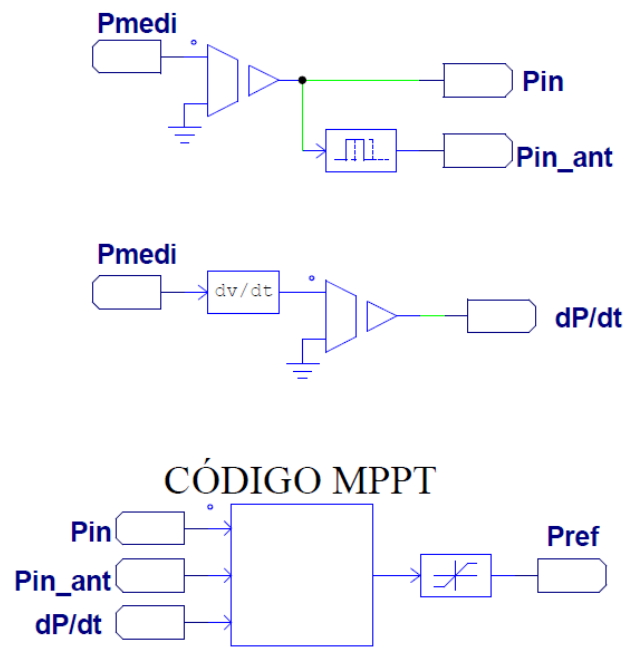 Pmedi
Pin
Pin_ant
Pmedi
dv/dt
dP/dt
CÓDIGO MPPT
Pin
Pref
Pin_ant
dP/dt